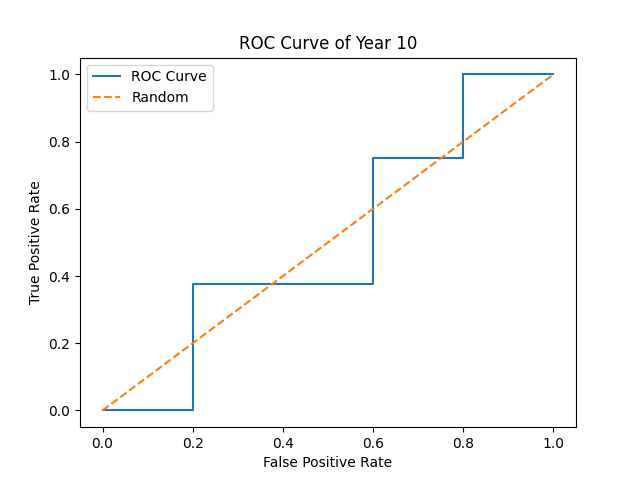 ROC Curve of Year 10
ROC Curve
Random
True Positive Rate
1.0
0.8
0.6
0.4
0.2
0.0
0.0 0.2 0.4 0.6 0.8 1.0
False Positive Rate